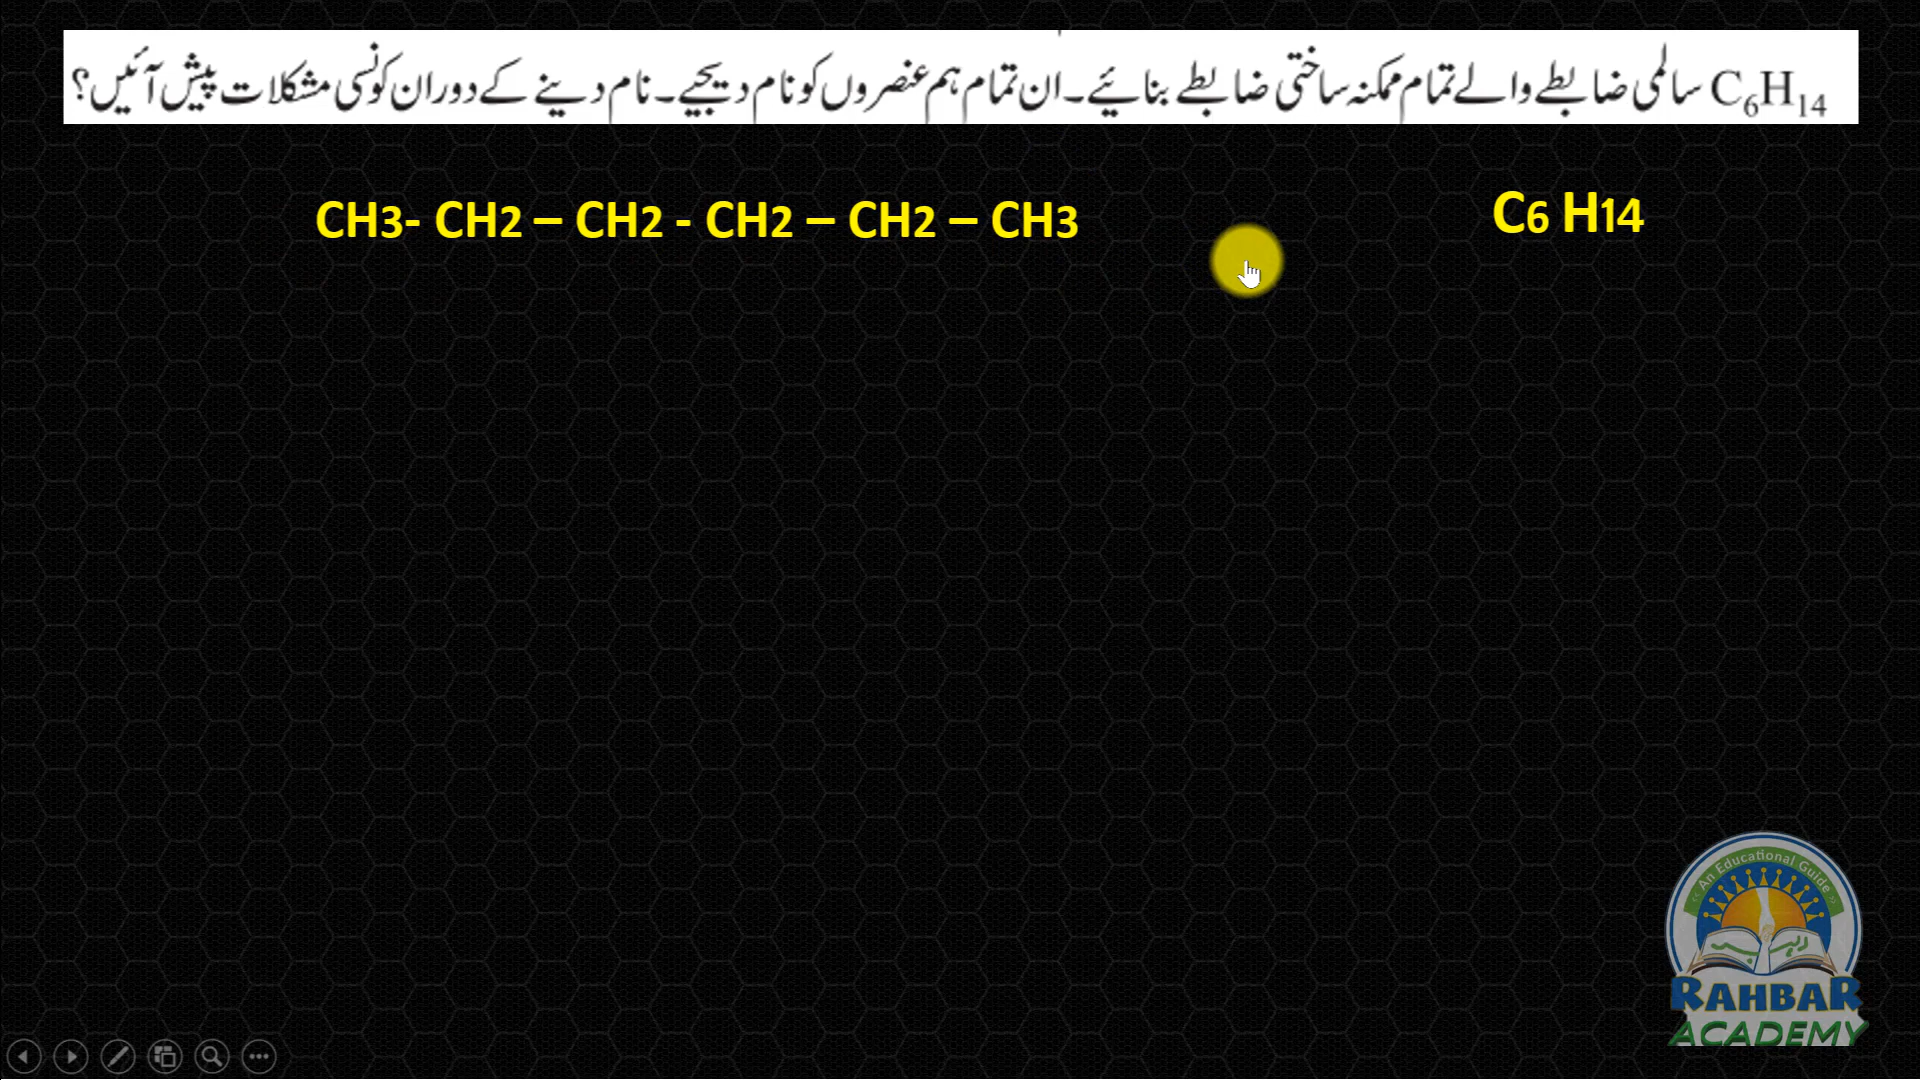 C₆H₁₄ سالمی ضابطے والے تمام ممکنہ ساختی ضابطے بنائیے۔ ان تمام ہم عنصروں کو نام دیجیے۔ نام دینے کے دوران کونسی مشکلات پیش آئیں؟
CH3- CH2 – CH2 - CH2 – CH2 – CH3
C6 H14
An Educational Guide
رہبر
RAHBAR
ACADEMY